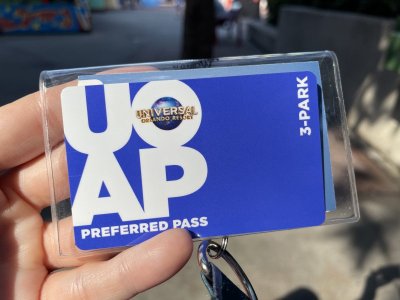 UO
UNIVERSAL
ORLANDO RESORT
AP
PREFERRED PASS
3-PARK